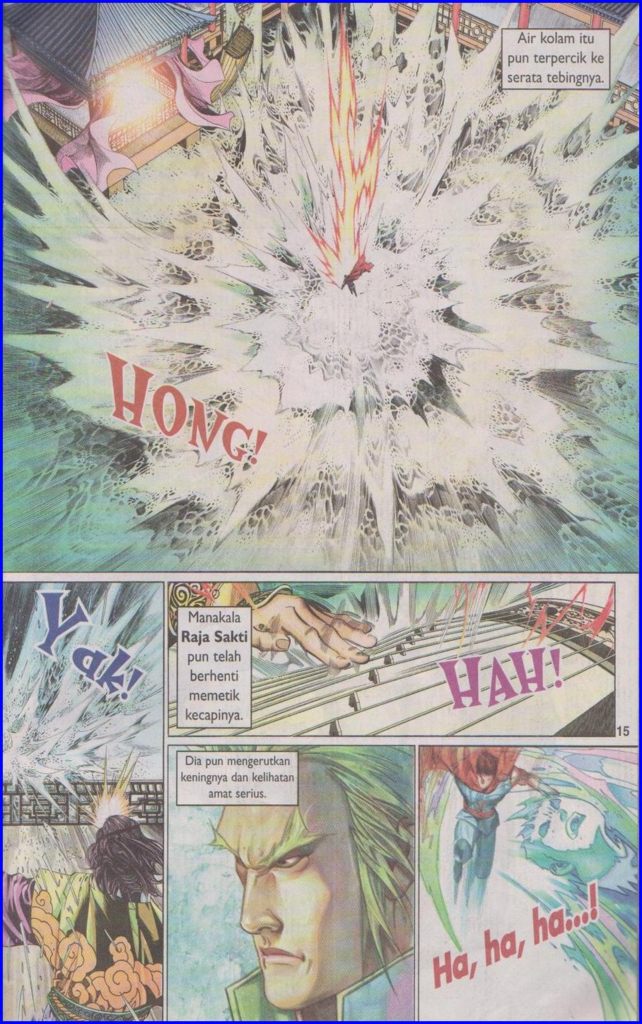 Air kolam itu
pun terpercik ke
serata tebingnya.
HONG!
Yak!
Manakala
Raja Sakti
pun telah
berhenti
memetik
kecapinya.
HAH!
15
Dia pun mengerutkan
keningnya dan kelihatan
amat serius.
Ha, ha, ha...!